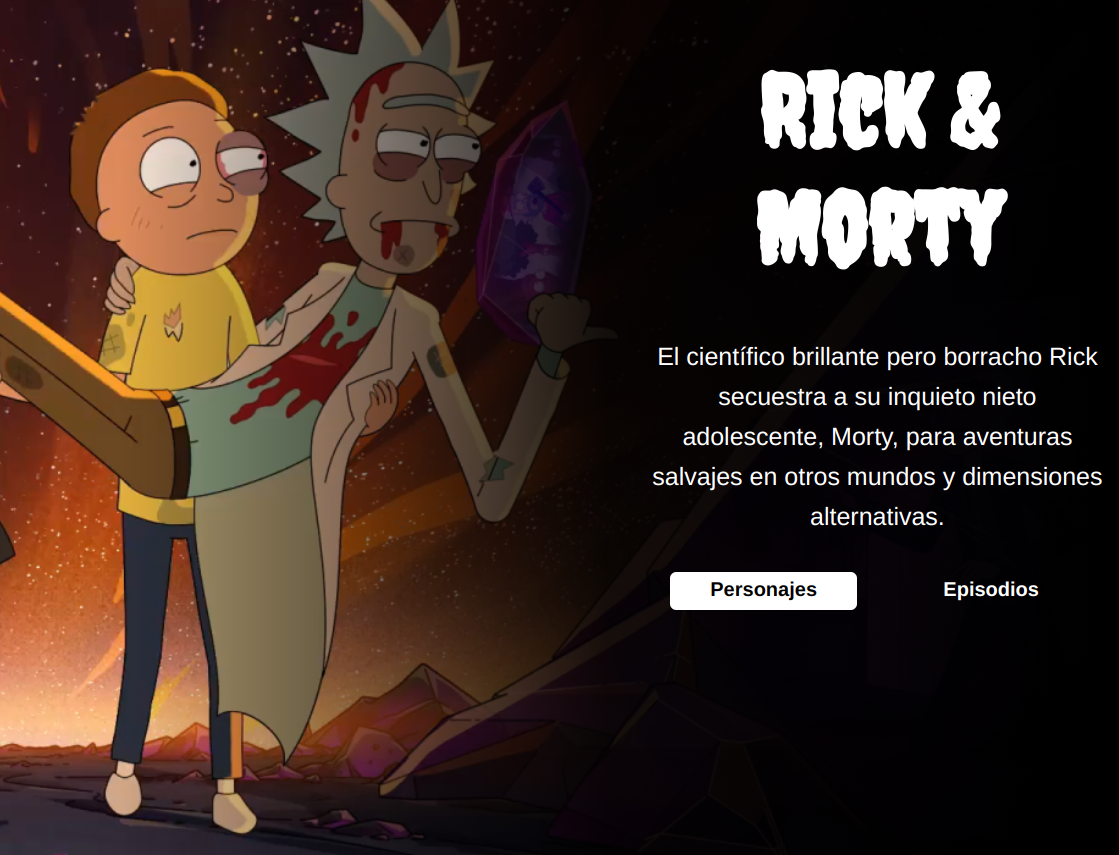 RICK &
MORTY
El científico brillante pero borracho Rick
secuestra a su inquieto nieto
adolescente, Morty, para aventuras
salvajes en otros mundos y dimensiones
alternativas.
Personajes
Episodios